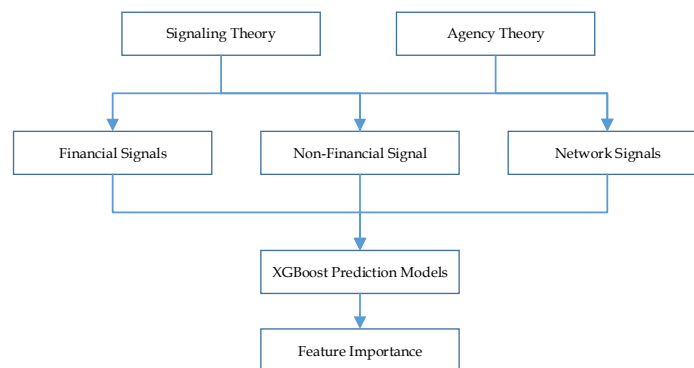 Signaling Theory
Agency Theory
Financial Signals
Non-Financial Signal
Network Signals
XGBoost Prediction Models
Feature Importance